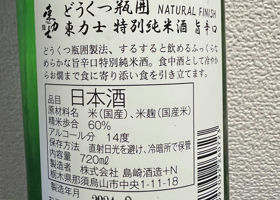 東力士
どうくつ瓶囲 NATURAL FINISH
東力士 特別純米酒 旨辛口
どうくつ瓶囲製法、するすると飲めるふっくら
なめらかな旨辛口特別純米酒。食中酒として冷や
からお燗まで食に寄り添い食を引き立てます。
日本酒
原材料名 米(国産)、米麹(国産米)
精米歩合 60%
アルコール分 14度
保存方法 直射日光を避け、冷暗所で保管
内容量 720ml
製造者 株式会社 島崎酒造+N
栃木県那須烏山市中央1-11-18
製造年月